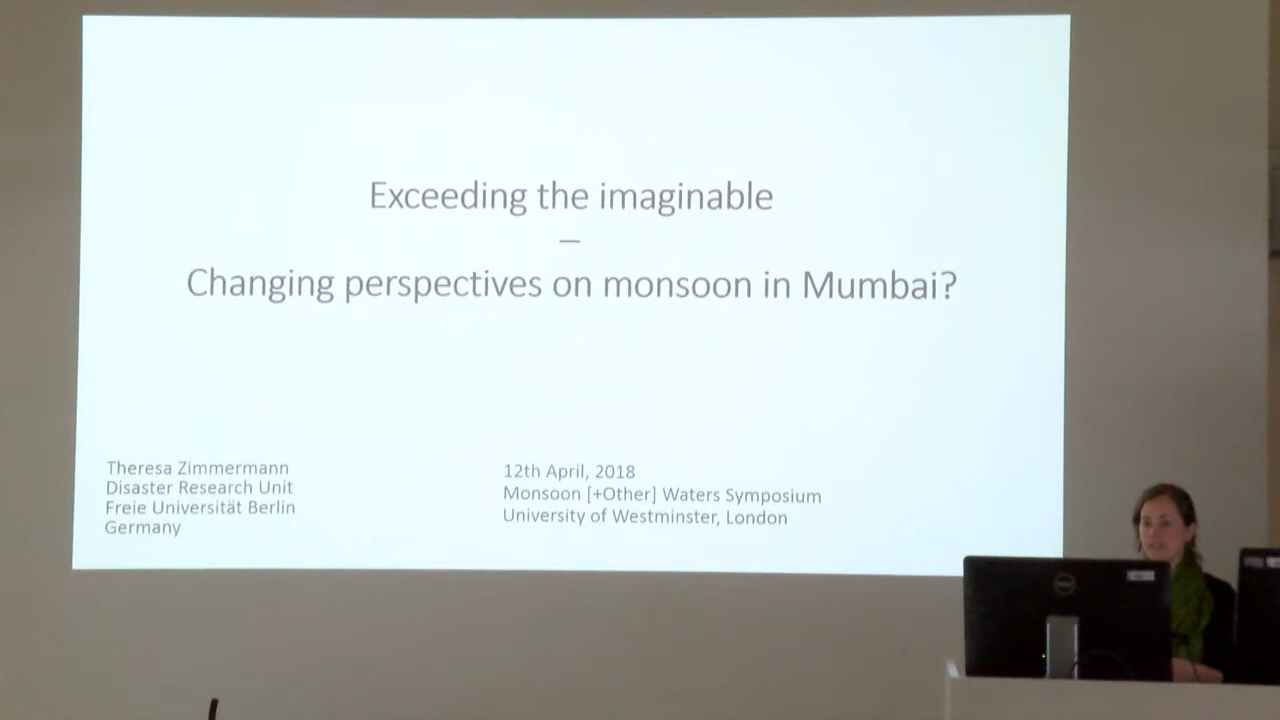 Exceeding the imaginable
–
Changing perspectives on monsoon in Mumbai?
Theresa Zimmermann
Disaster Research Unit
Freie Universität Berlin
Germany
12th April, 2018
Monsoon [+Other] Waters Symposium
University of Westminster, London
DELL